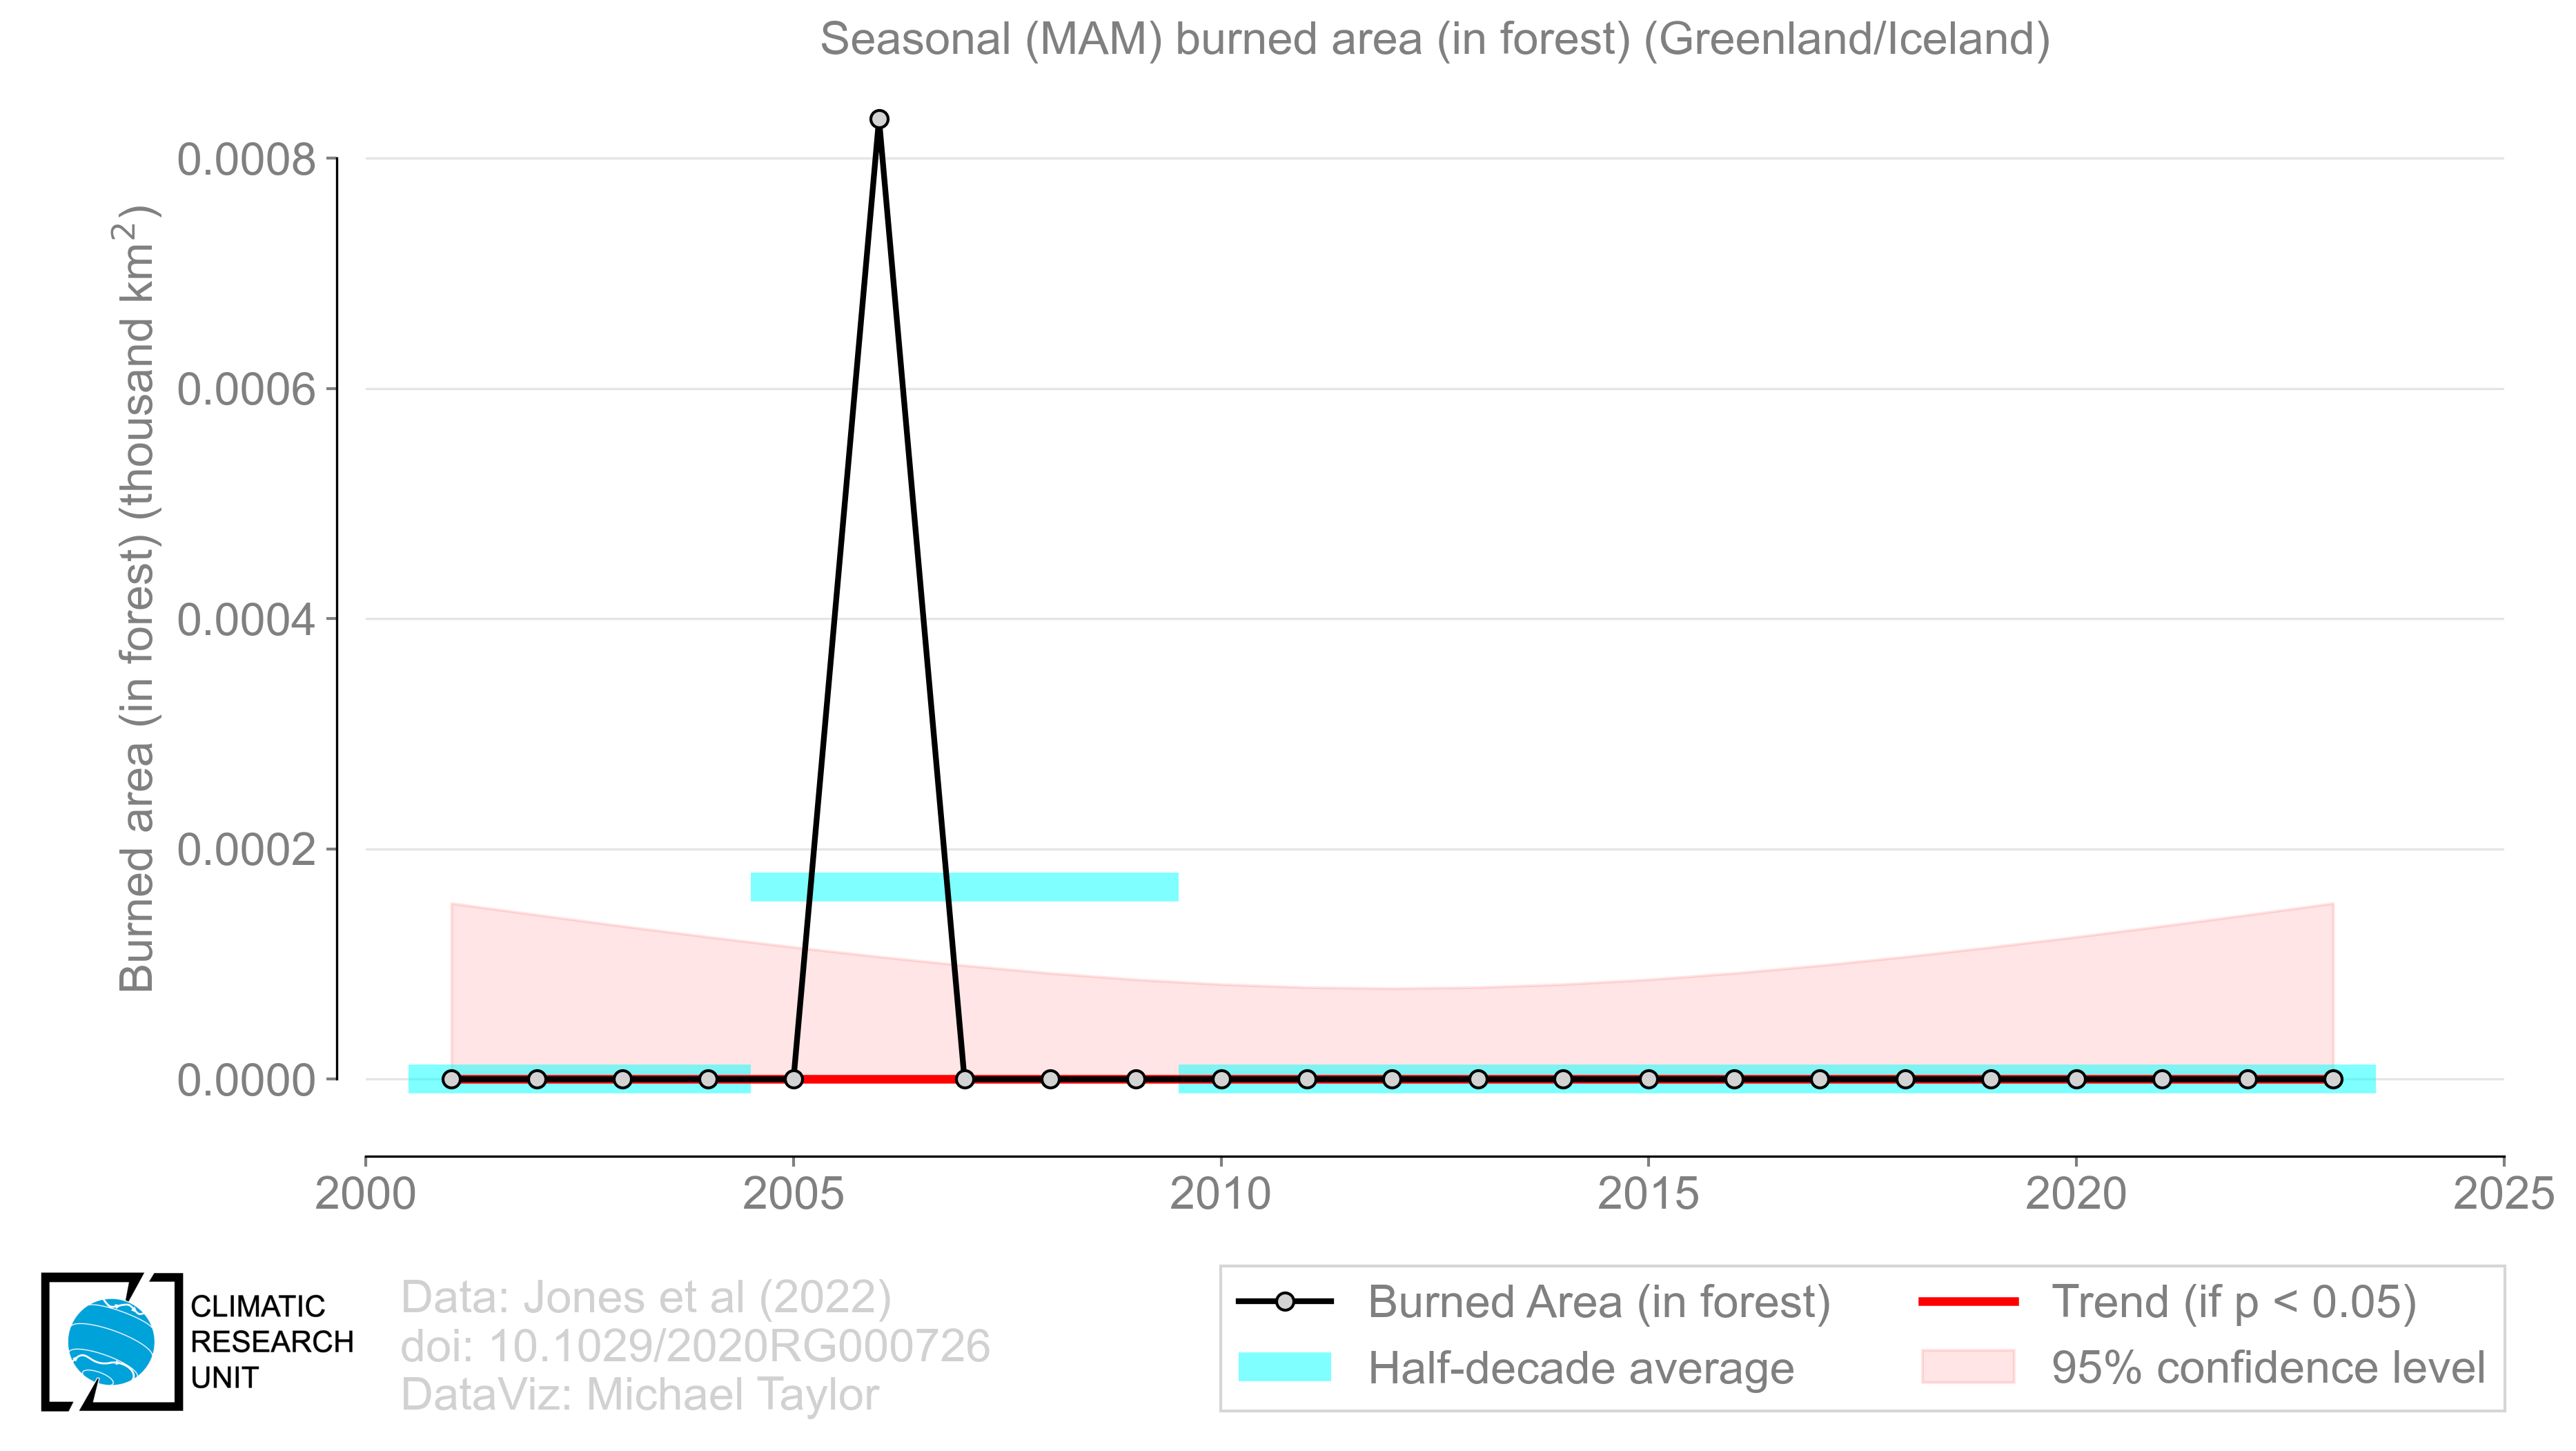 Seasonal (MAM) burned area (in forest) (Greenland/Iceland)
Burned area (in forest) (thousand km²)
0.0008
0.0006
0.0004
0.0002
0.0000
2000 2005 2010 2015 2020 2025
CLIMATIC
RESEARCH
UNIT
Data: Jones et al (2022)
doi: 10.1029/2020RG000726
DataViz: Michael Taylor
Burned Area (in forest)
Half-decade average
Trend (if p < 0.05)
95% confidence level